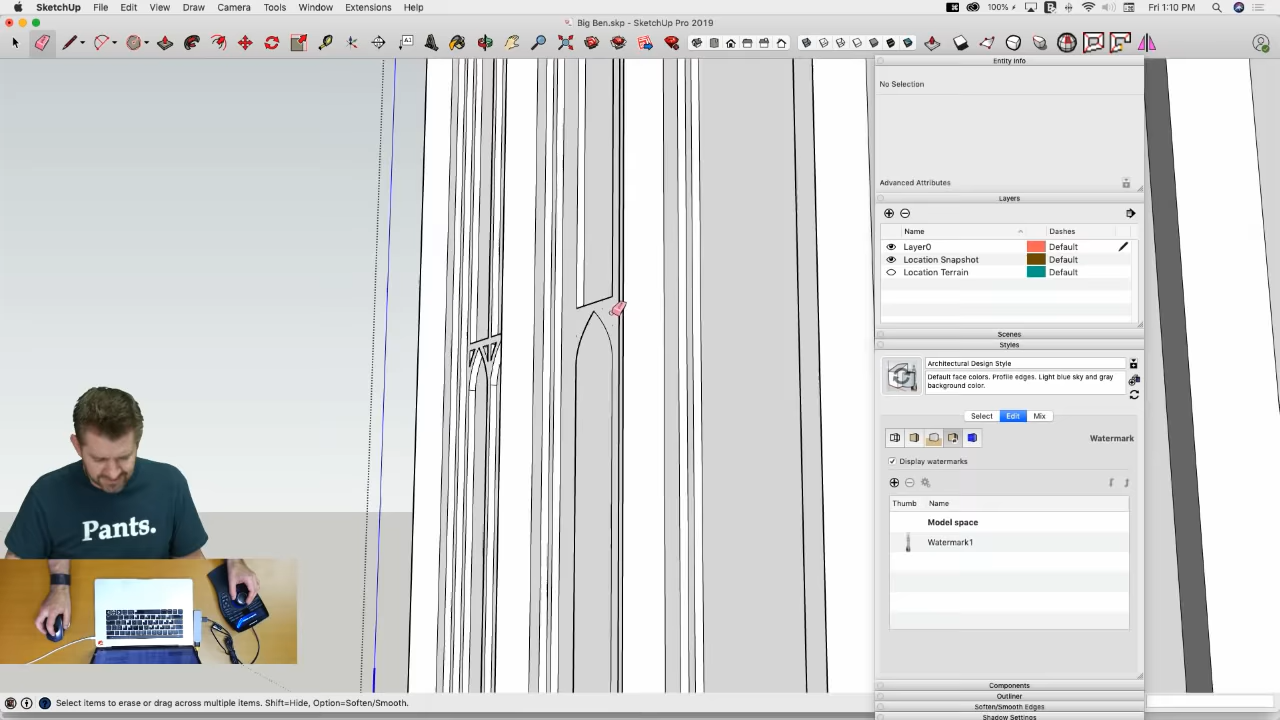 SketchUp File Edit View Draw Camera Tools Window Extensions Help
100% Fri 1:10 PM
Big Ben.skp - SketchUp Pro 2019
Entity Info
No Selection
Advanced Attributes
Layers
Name Dashes
Layer0 Default
Location Snapshot Default
Location Terrain Default
Scenes
Styles
Architectural Design Style
Default face colors. Profile edges. Light blue sky and gray
background color.
Select Edit Mix
Watermark
Display watermarks
Thumb Name
Model space
Watermark1
Components
Outliner
Soften/Smooth Edges
Shadow Settings
Pants.
Select items to erase or drag across multiple items. Shift=Hide, Option=Soften/Smooth.